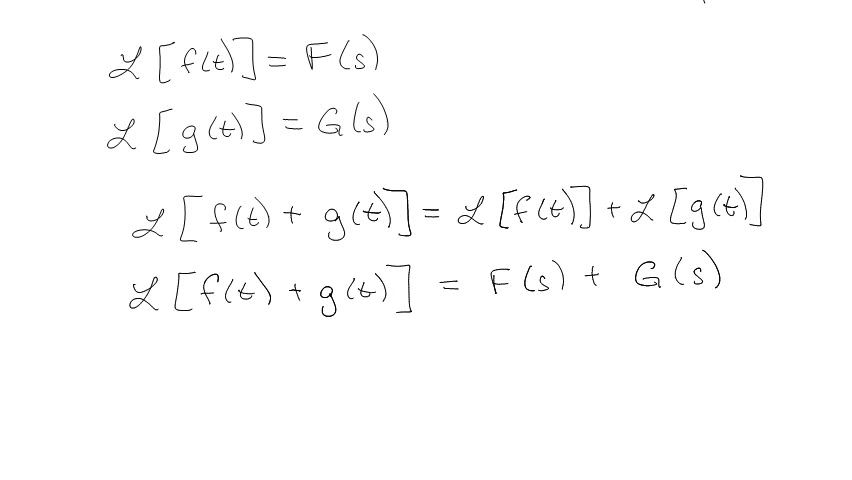 ℒ[f(t)] = F(s)
ℒ[g(t)] = G(s)
ℒ[f(t) + g(t)] = ℒ[f(t)] + ℒ[g(t)]
ℒ[f(t) + g(t)] = F(s) + G(s)